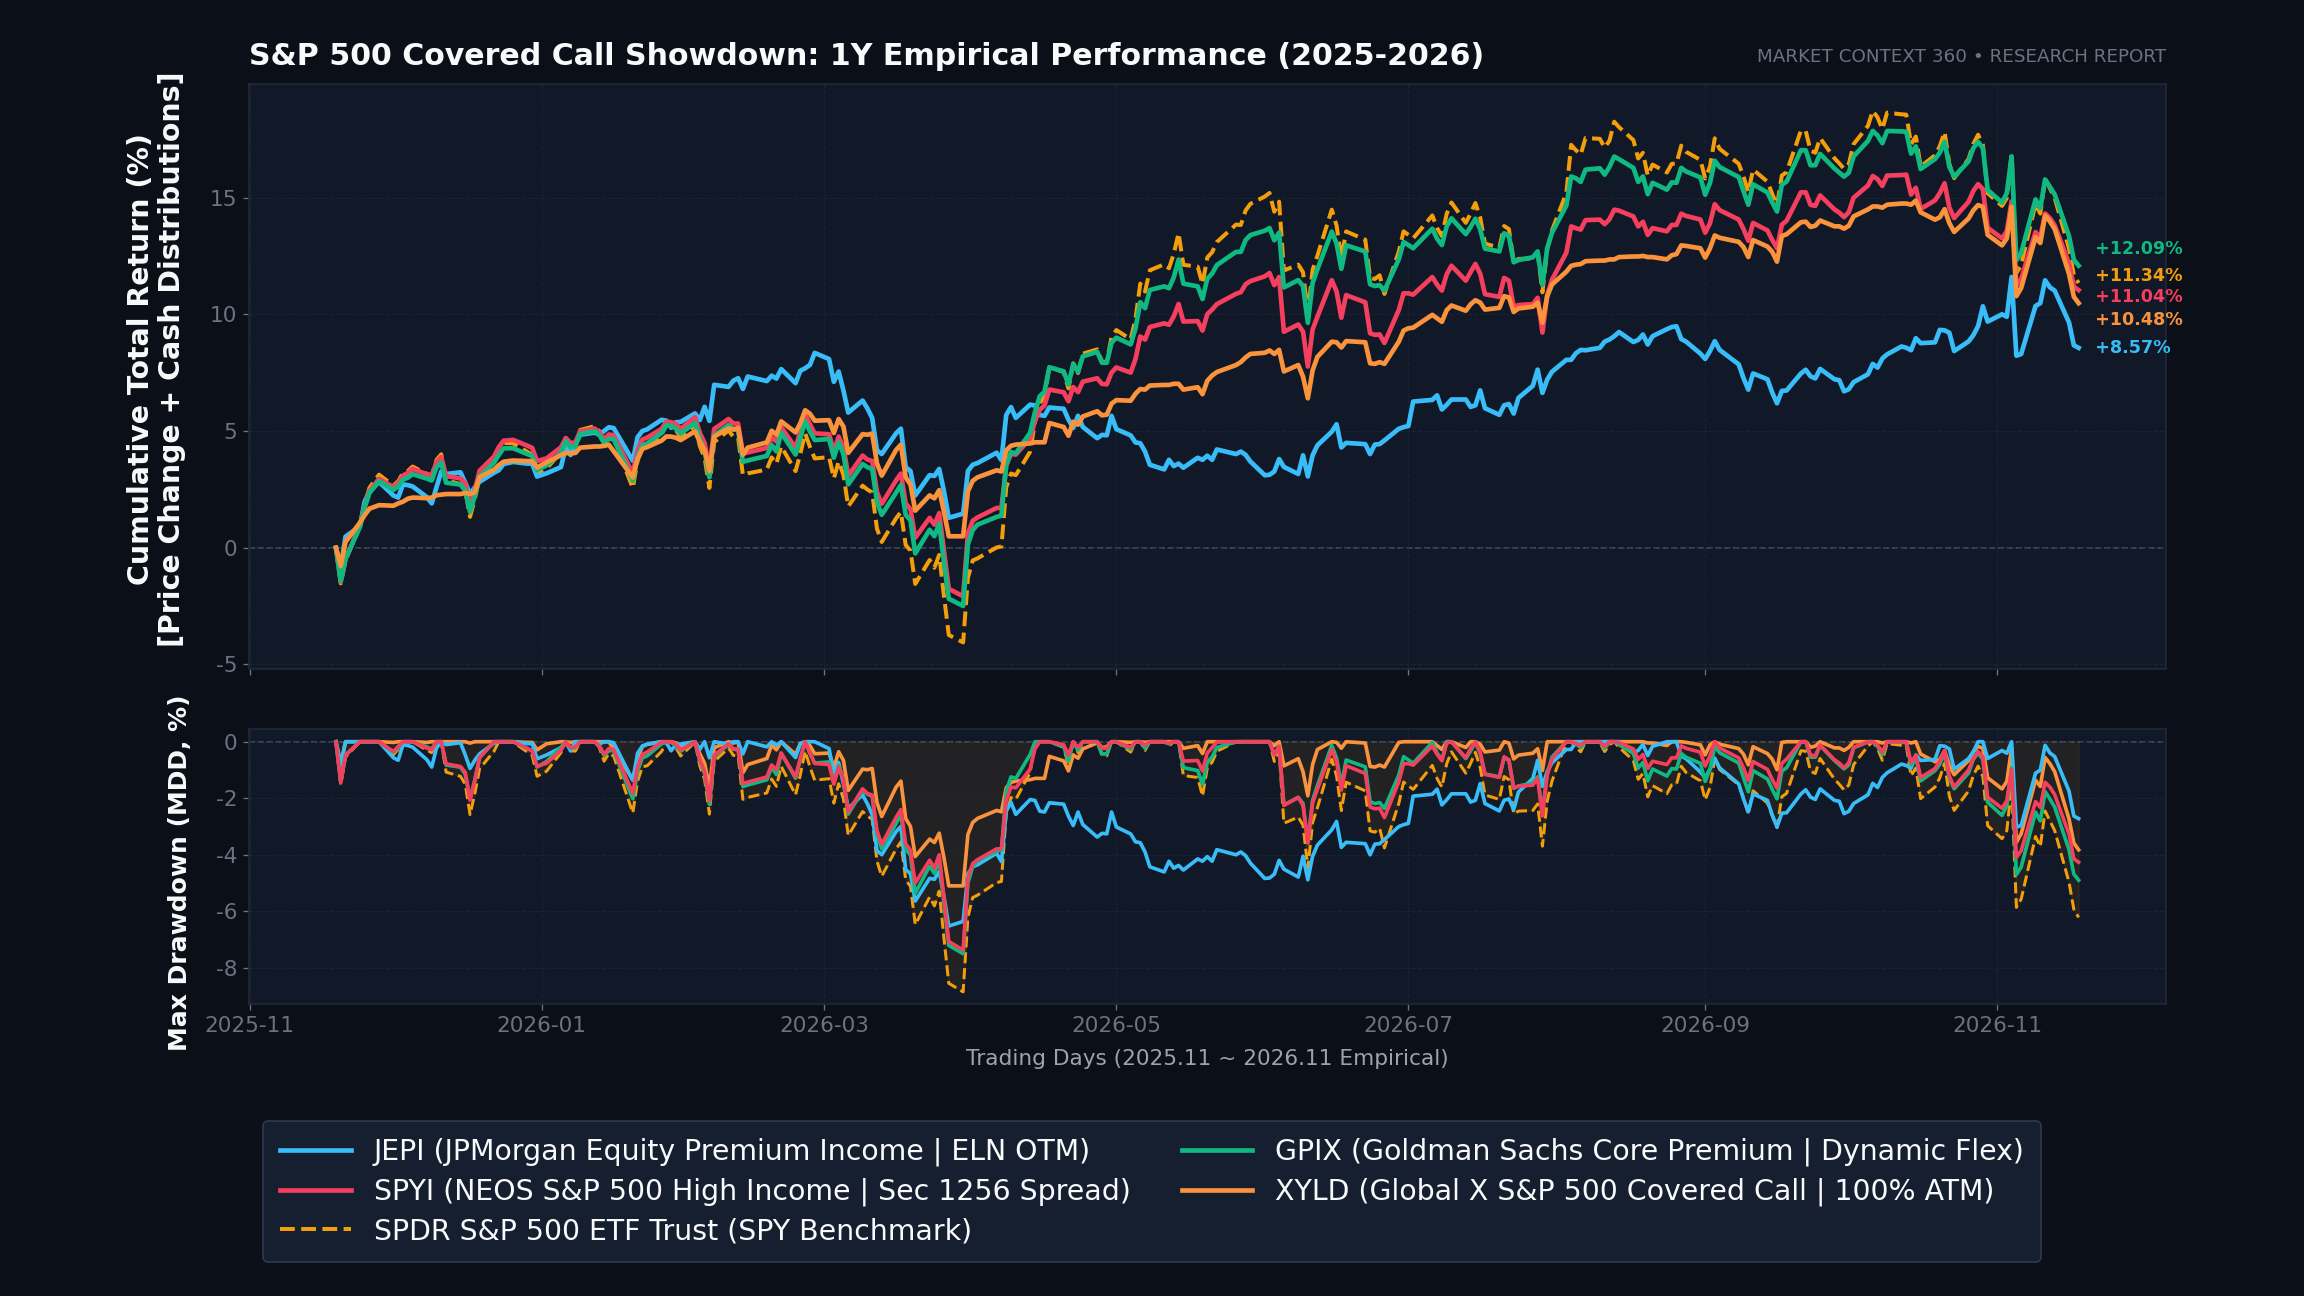 S&P 500 Covered Call Showdown: 1Y Empirical Performance (2025-2026)
MARKET CONTEXT 360 • RESEARCH REPORT
Cumulative Total Return (%)
[Price Change + Cash Distributions]
15
10
5
0
-5
+12.09%
+11.34%
+11.04%
+10.48%
+8.57%
Max Drawdown (MDD, %)
0
-2
-4
-6
-8
2025-11
2026-01
2026-03
2026-05
2026-07
2026-09
2026-11
Trading Days (2025.11 ~ 2026.11 Empirical)
JEPI (JPMorgan Equity Premium Income | ELN OTM)
SPYI (NEOS S&P 500 High Income | Sec 1256 Spread)
SPDR S&P 500 ETF Trust (SPY Benchmark)
GPIX (Goldman Sachs Core Premium | Dynamic Flex)
XYLD (Global X S&P 500 Covered Call | 100% ATM)